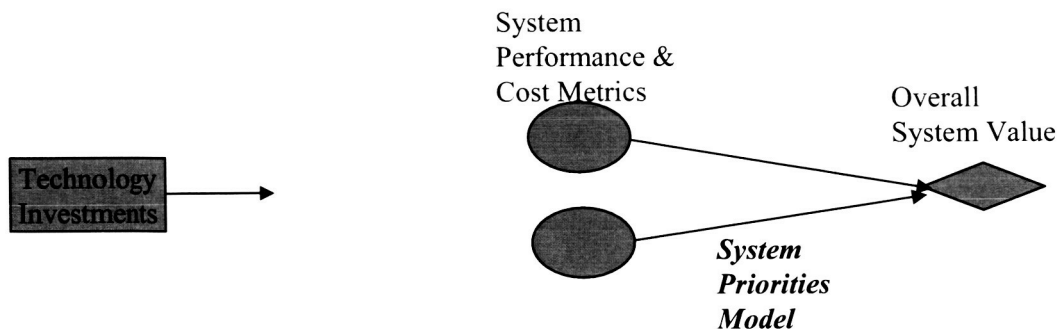 System
Performance &
Cost Metrics
Overall
System Value
Technology
Investments
System
Priorities
Model